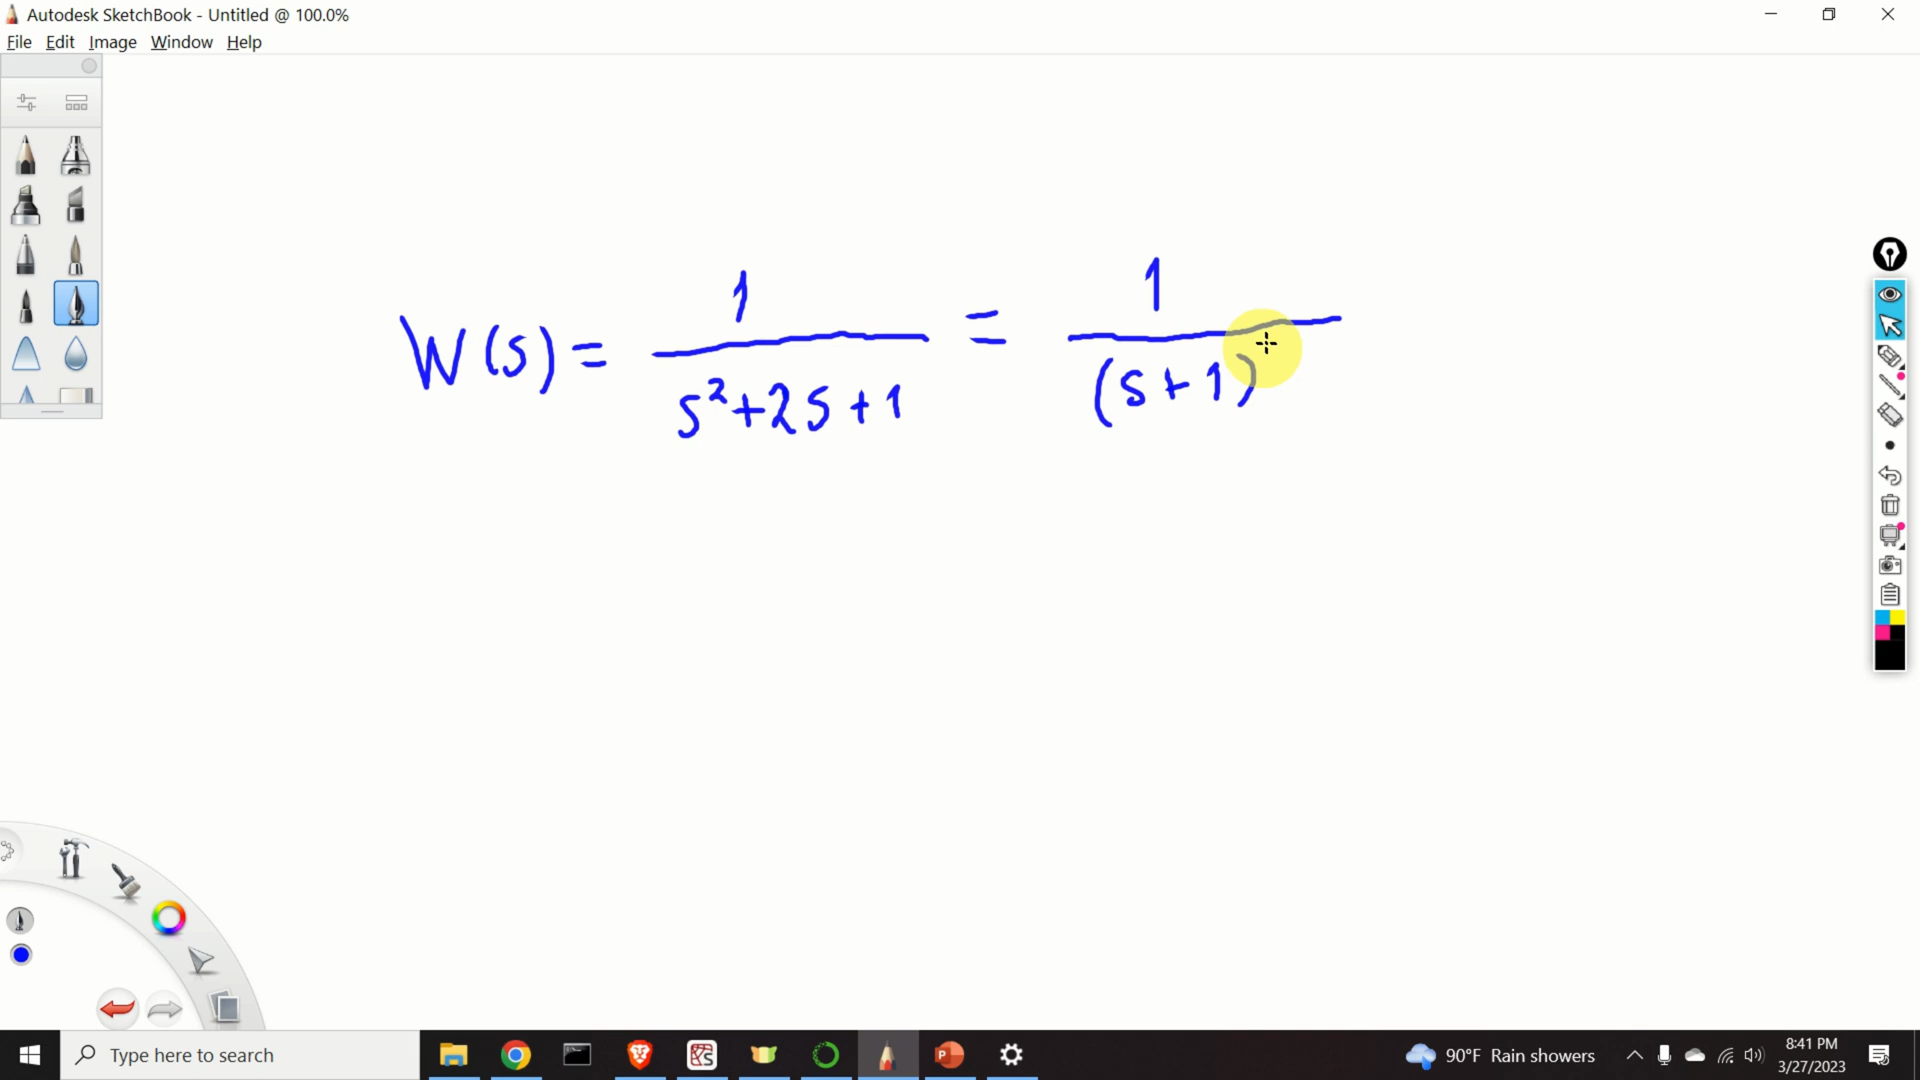 Autodesk SketchBook - Untitled @ 100.0%
File Edit Image Window Help
W(s) = 1/(s²+2s+1) = 1/(s+1)
Type here to search
90°F Rain showers
8:41 PM
3/27/2023